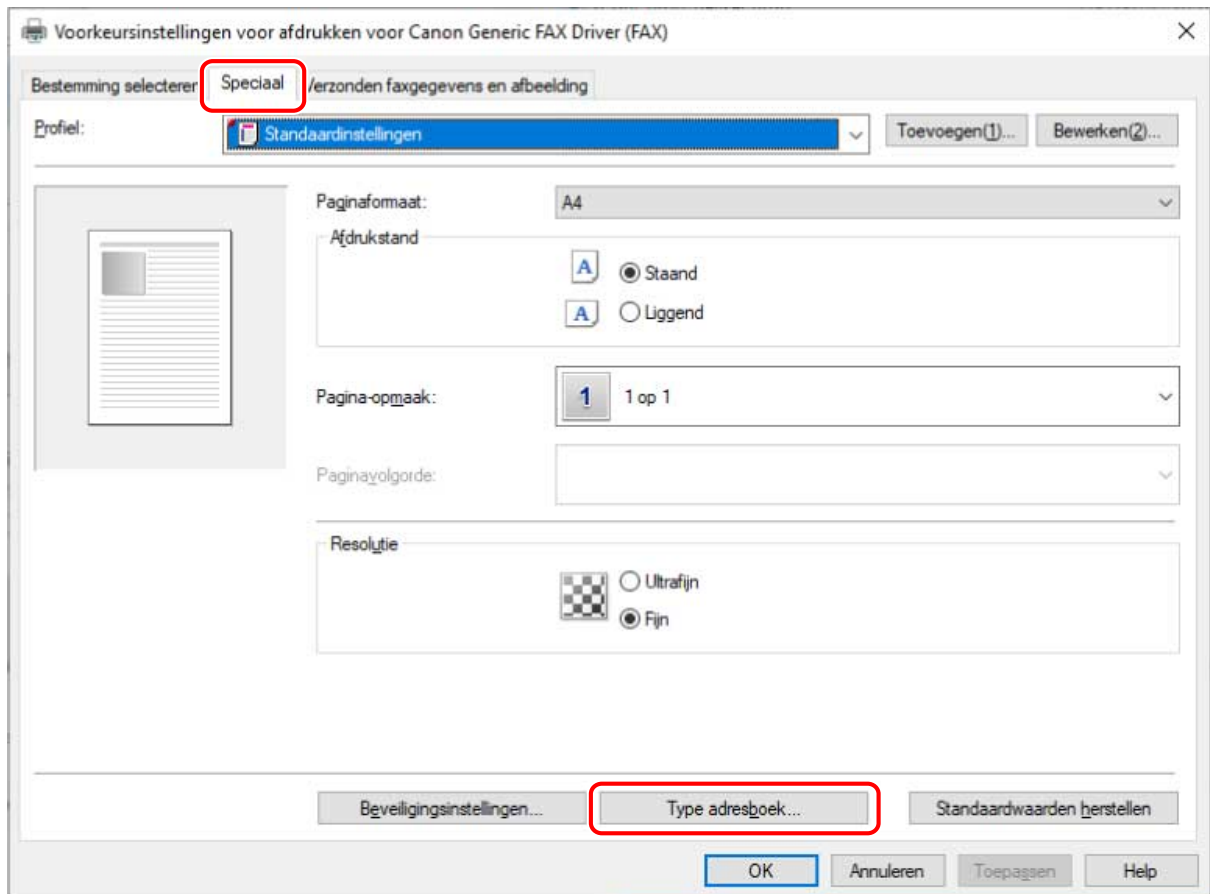 Voorkeursinstellingen voor afdrukken voor Canon Generic FAX Driver (FAX)
Bestemming selecteren Speciaal /erzonden faxgegevens en afbeelding
Profiel: Standaardinstellingen Toevoegen(1)... Bewerken(2)...
Paginaformaat: A4
Afdrukstand
A Staand
A Liggend
Pagina-opmaak: 1 1 op 1
Paginavolgorde:
Resolutie
Ultrafijn
Fijn
Beveiligingsinstellingen... Type adresboek... Standaardwaarden herstellen
OK Annuleren Toepassen Help